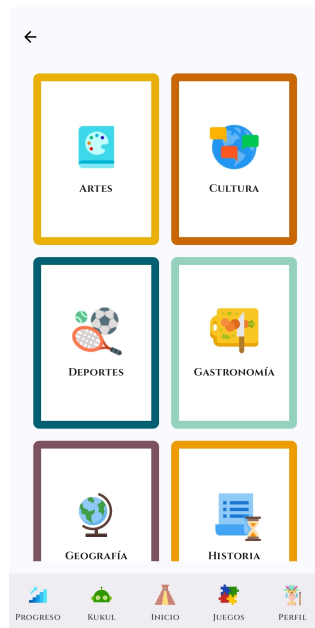 Artes
Cultura
Deportes
Gastronomía
Geografía
Historia
Progreso
Kukul
Inicio
Juegos
Perfil